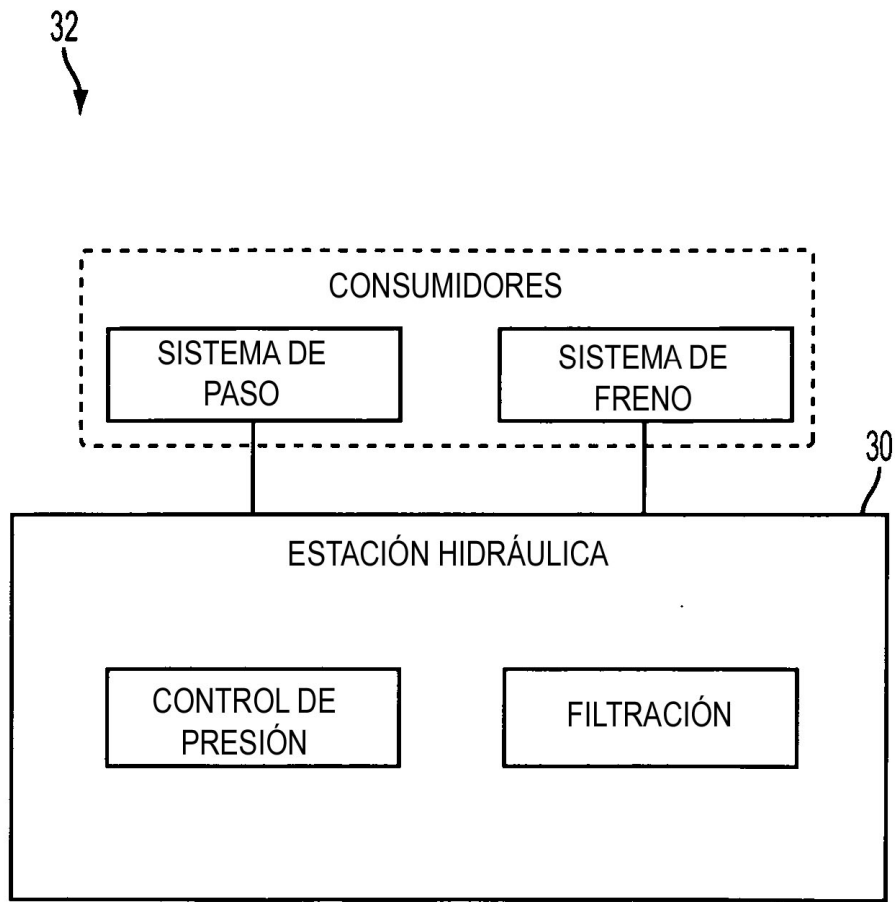 32
CONSUMIDORES
SISTEMA DE
PASO
SISTEMA DE
FRENO
30
ESTACIÓN HIDRÁULICA
CONTROL DE
PRESIÓN
FILTRACIÓN